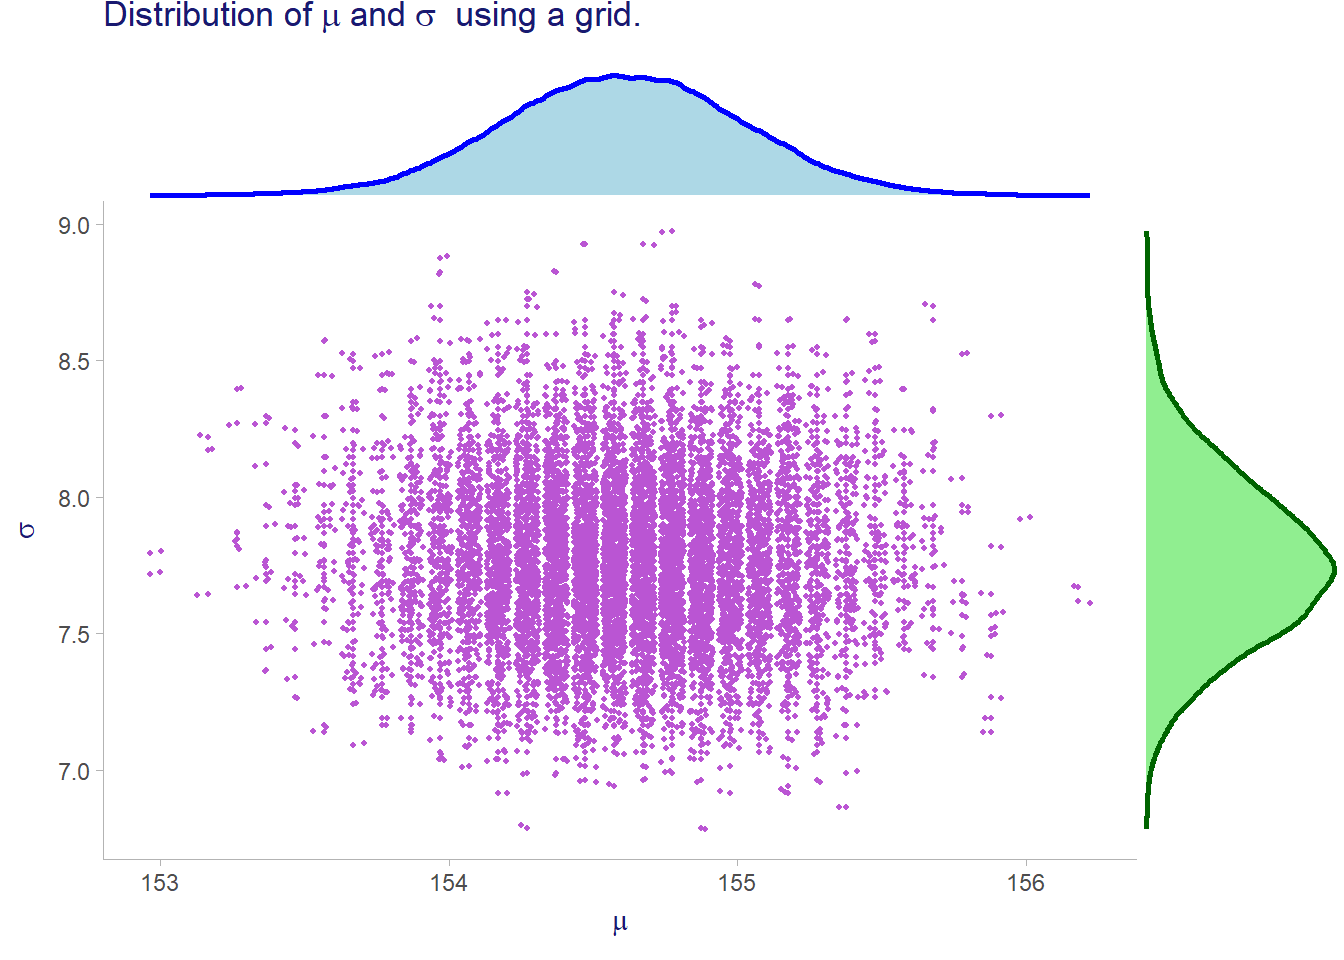 Distribution of μ and σ using a grid.
9.0
8.5
8.0
7.5
7.0
σ
153 154 155 156
μ